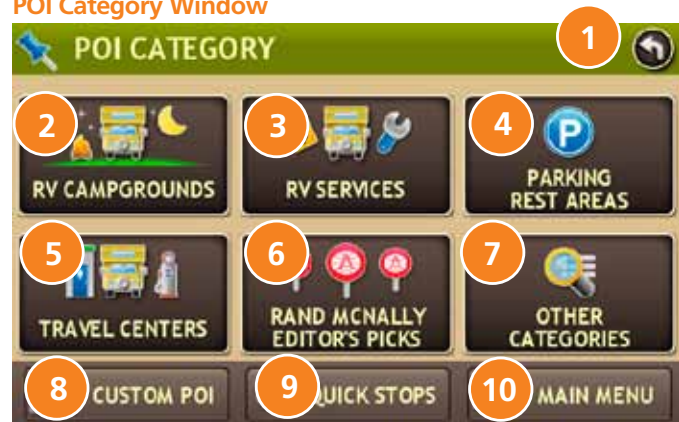 POI Category Window
POI CATEGORY
1
2
3
4
RV CAMPGROUNDS
RV SERVICES
P
PARKING
REST AREAS
5
6
7
A
A
TRAVEL CENTERS
RAND MCNALLY
EDITOR'S PICKS
OTHER
CATEGORIES
8
CUSTOM POI
9
QUICK STOPS
10
MAIN MENU